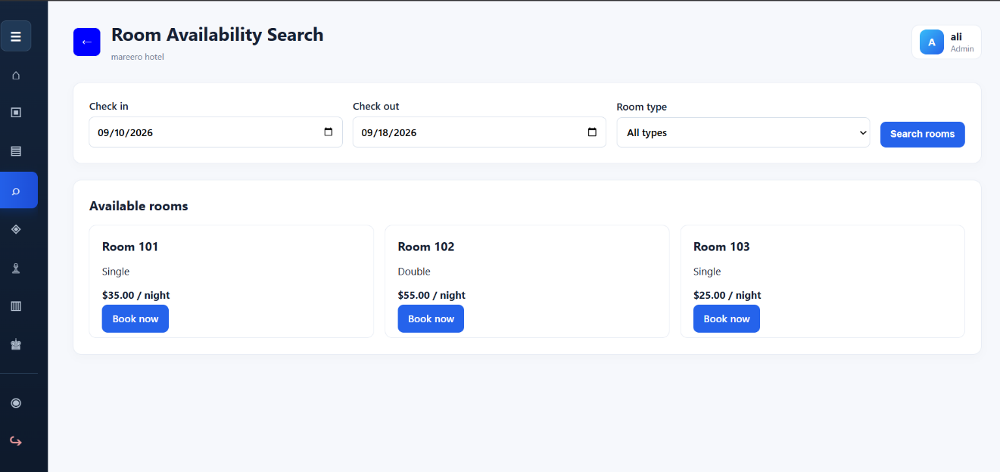 Room Availability Search
mareero hotel
A
ali
Admin
Check in
Check out
Room type
09/10/2026
09/18/2026
All types
Search rooms
Available rooms
Room 101
Single
$35.00 / night
Book now
Room 102
Double
$55.00 / night
Book now
Room 103
Single
$25.00 / night
Book now